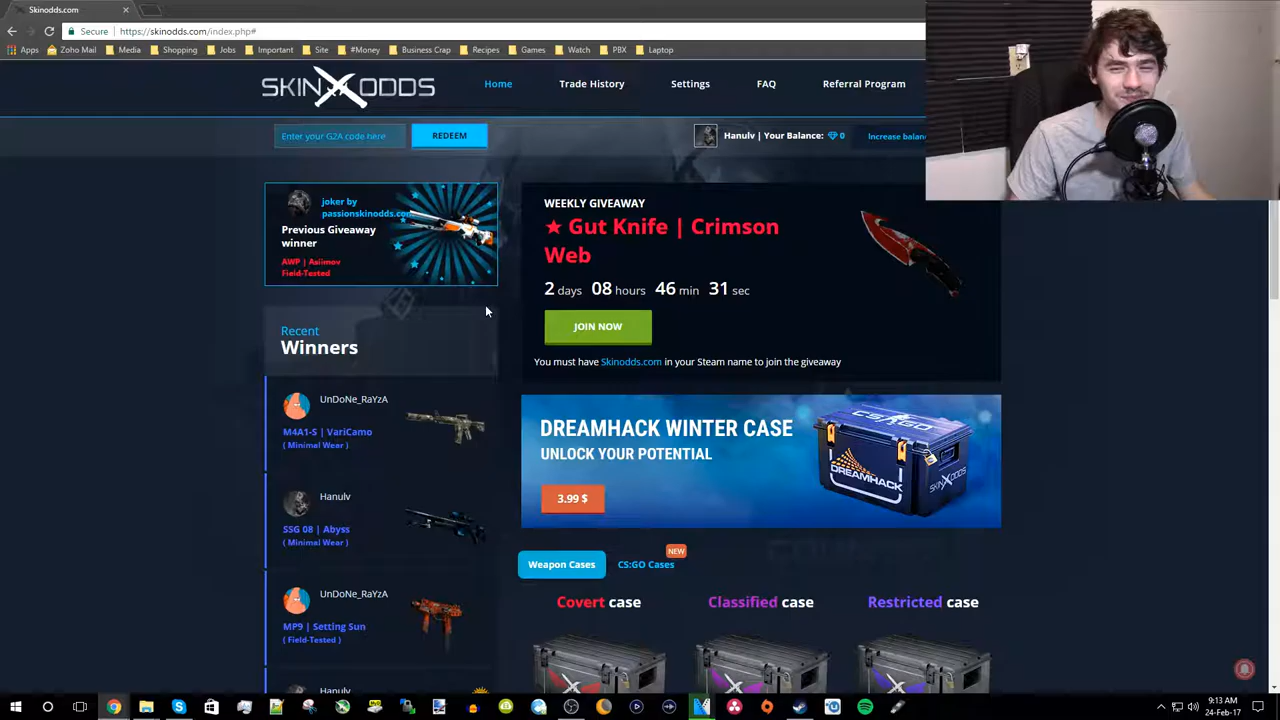 Skinodds.com
Secure
https://skinodds.com/index.php#
Apps
Zoho Mail
Media
Shopping
Jobs
Important
Site
#Money
Business Crap
Recipes
Games
Watch
PBX
Laptop
SKIN ODDS
Home
Trade History
Settings
FAQ
Referral Program
Enter your G2A code here
REDEEM
Hanulv | Your Balance: 0
Increase balan
joker by
passionskinodds.com
Previous Giveaway
winner
AWP | Asiimov
Field-Tested
WEEKLY GIVEAWAY
★ Gut Knife | Crimson
Web
2 days 08 hours 46 min 31 sec
JOIN NOW
You must have Skinodds.com in your Steam name to join the giveaway
Recent
Winners
UnDoNe_RaYzA
M4A1-S | VariCamo
( Minimal Wear )
Hanulv
SSG 08 | Abyss
( Minimal Wear )
UnDoNe_RaYzA
MP9 | Setting Sun
( Field-Tested )
Hanulv
DREAMHACK WINTER CASE
UNLOCK YOUR POTENTIAL
3.99 $
CS:GO
DREAMHACK
SKIN ODDS
Weapon Cases
CS:GO Cases
NEW
Covert case
Classified case
Restricted case
9:13 AM
24-Feb-17